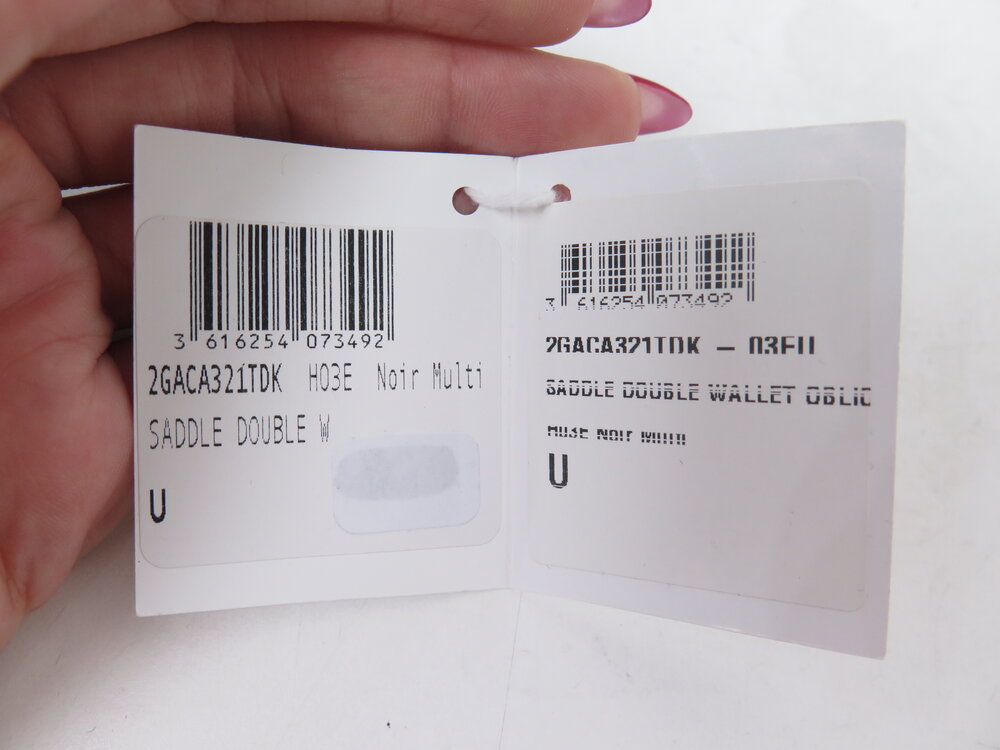 3 616254 073492
2GACA321TDK H03E Noir Multi
SADDLE DOUBLE W
U
3 616254 073492
2GACA321TDK –
SADDLE DOUBLE WALLET OBLIC
H03E Noir Multi
U